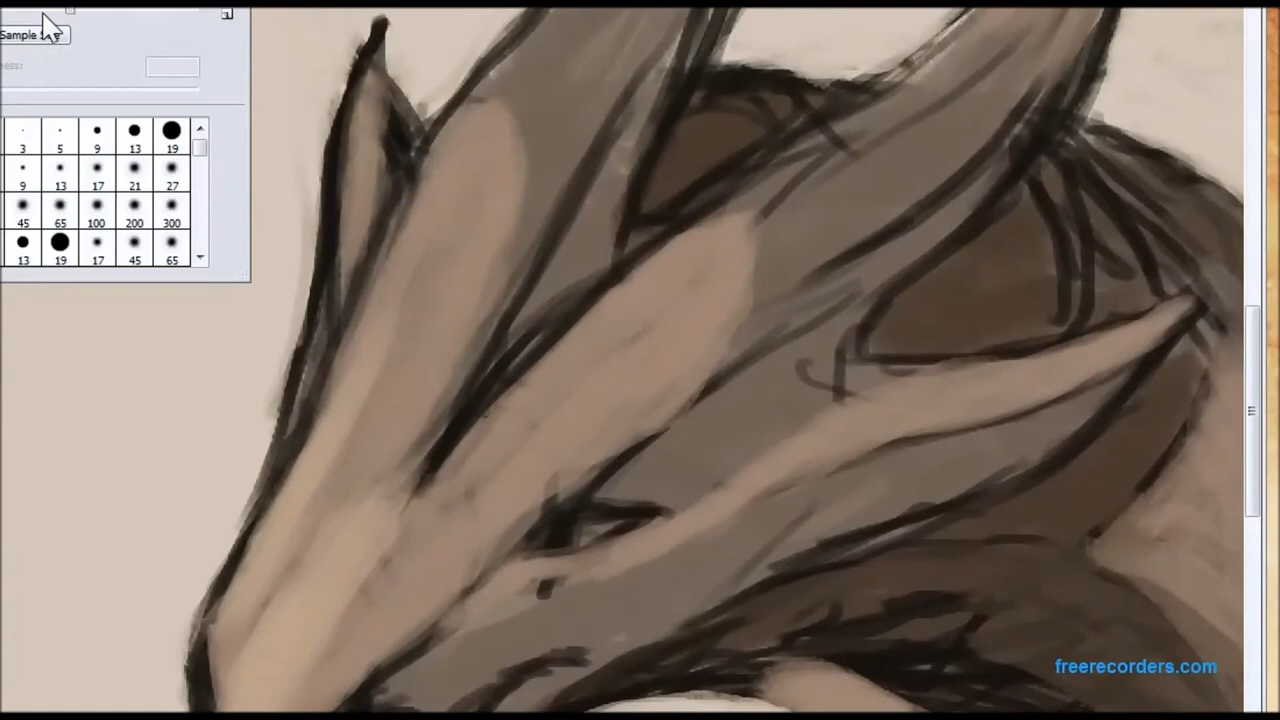 Sample
ness:
3 5 9 13 19
9 13 17 21 27
45 65 100 200 300
13 19 17 45 65
freerecorders.com